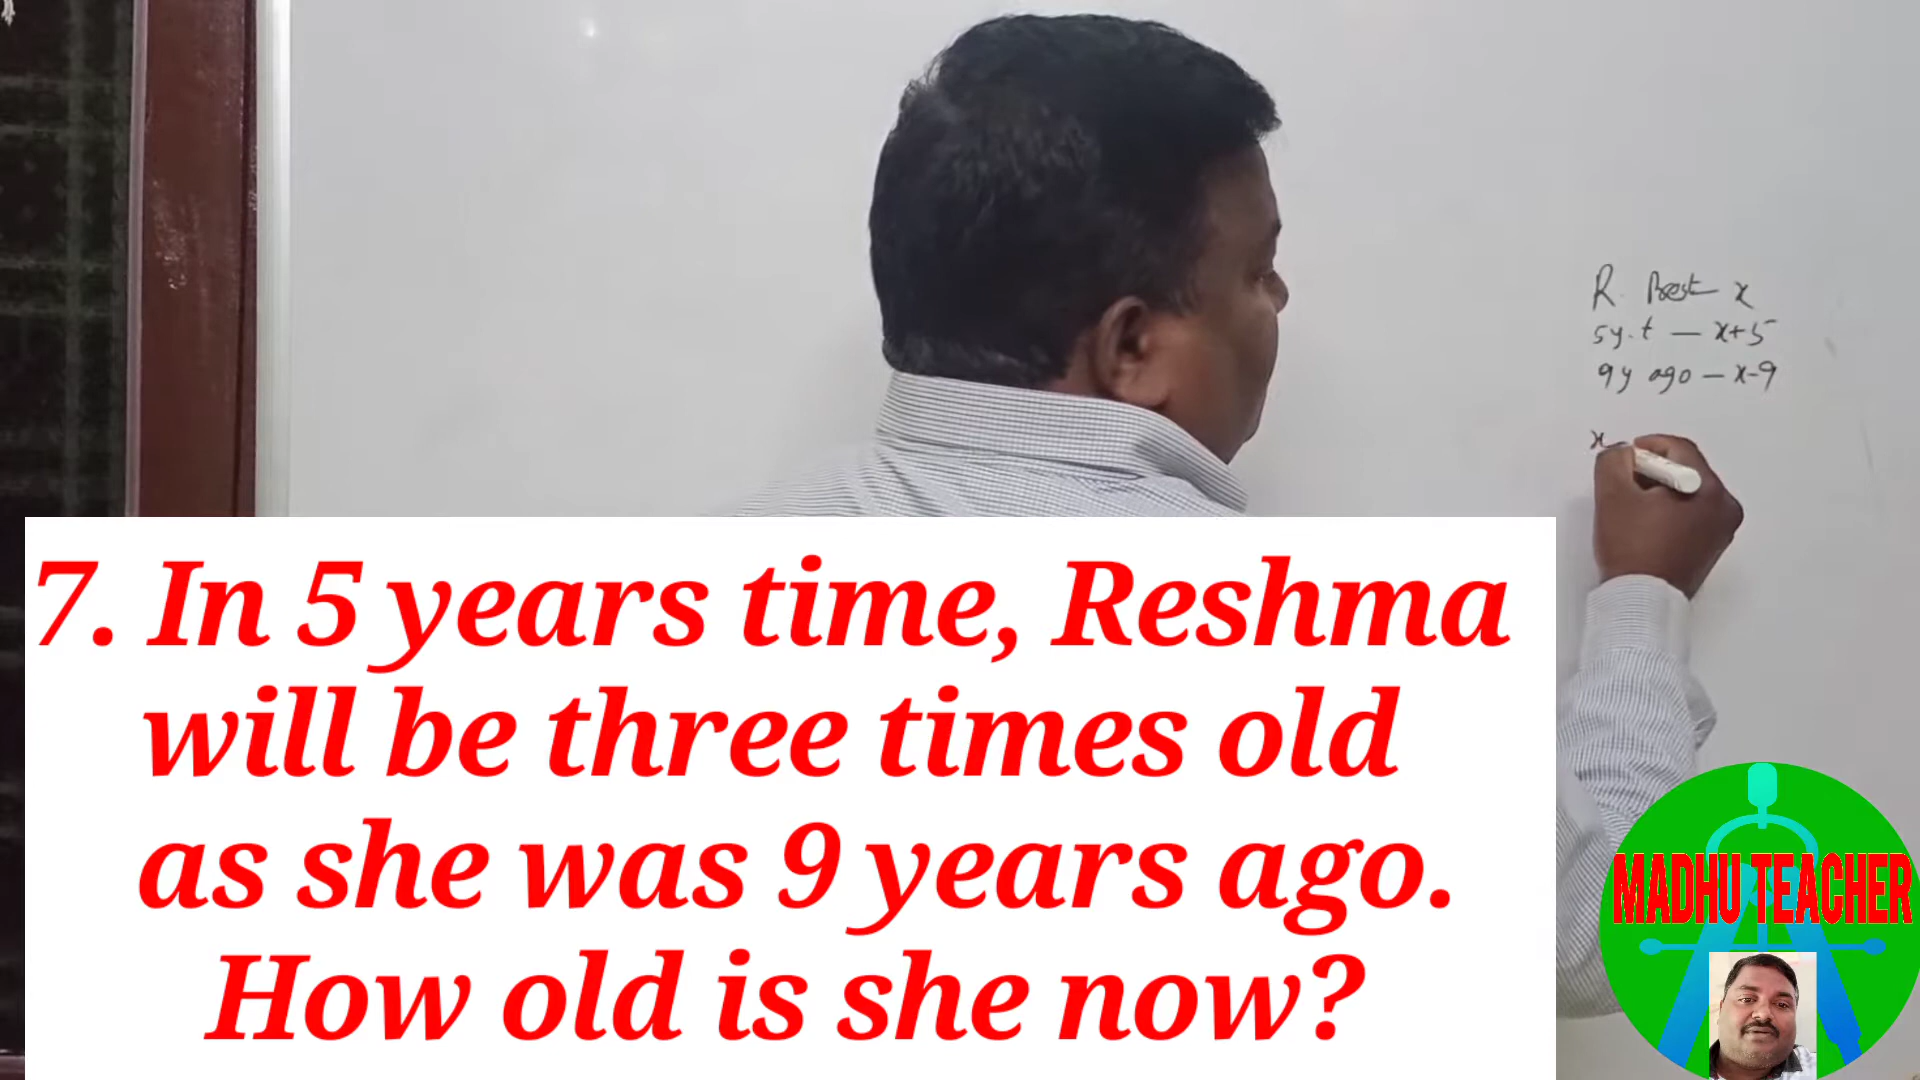 R. Prest x
5y.t — x+5
9y ago — x-9
x
7. In 5 years time, Reshma
will be three times old
as she was 9 years ago.
How old is she now?
MADHU TEACHER